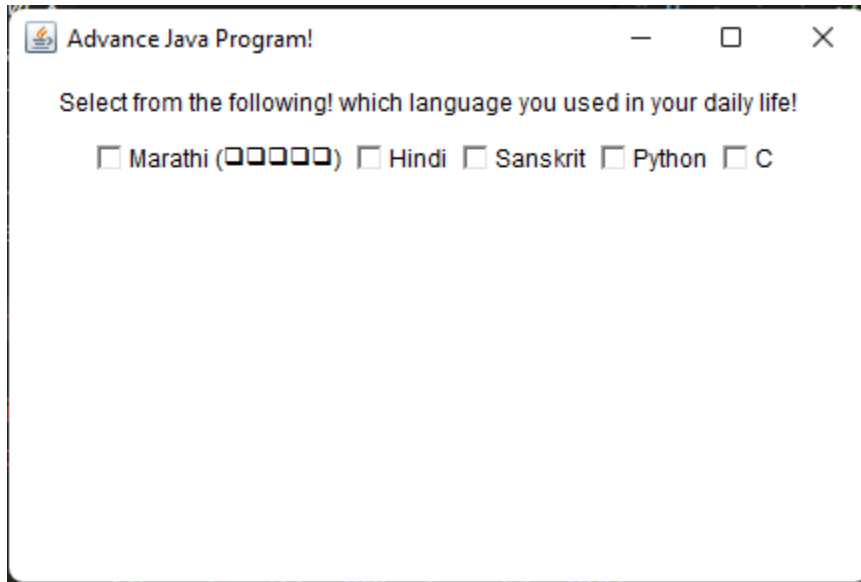 Advance Java Program!
Select from the following! which language you used in your daily life!
Marathi (□□□□□) Hindi Sanskrit Python C